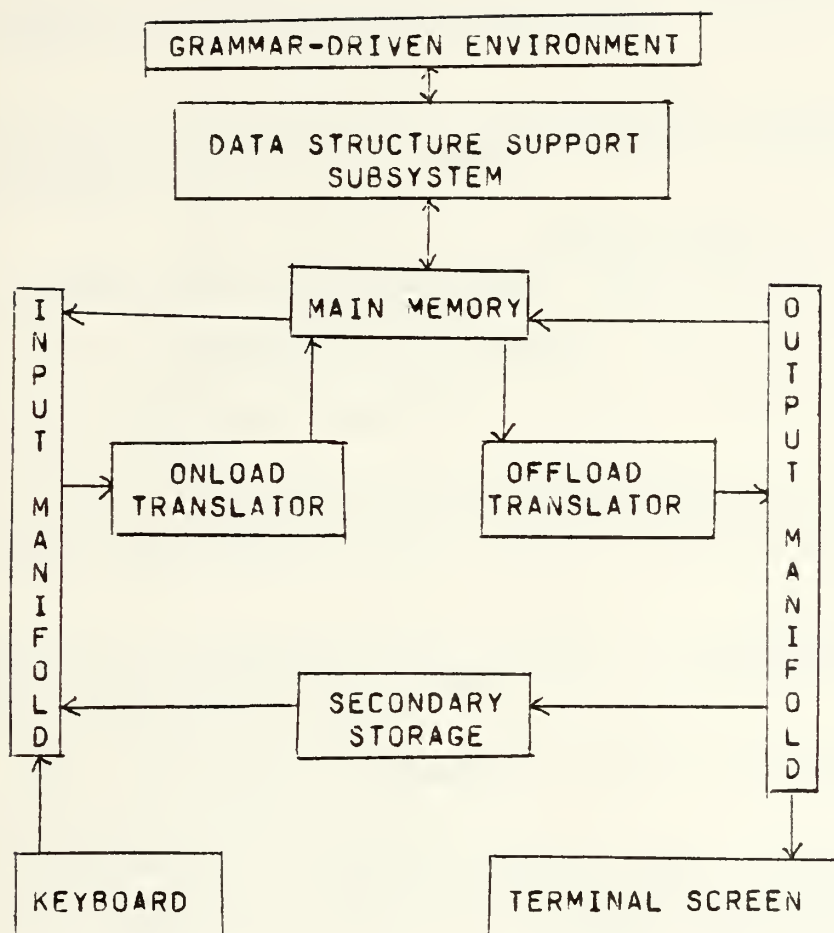 GRAMMAR-DRIVEN ENVIRONMENT
DATA STRUCTURE SUPPORT
SUBSYSTEM
INPUT MANIFOLD
MAIN MEMORY
OUTPUT MANIFOLD
ONLOAD
TRANSLATOR
OFFLOAD
TRANSLATOR
SECONDARY
STORAGE
KEYBOARD
TERMINAL SCREEN